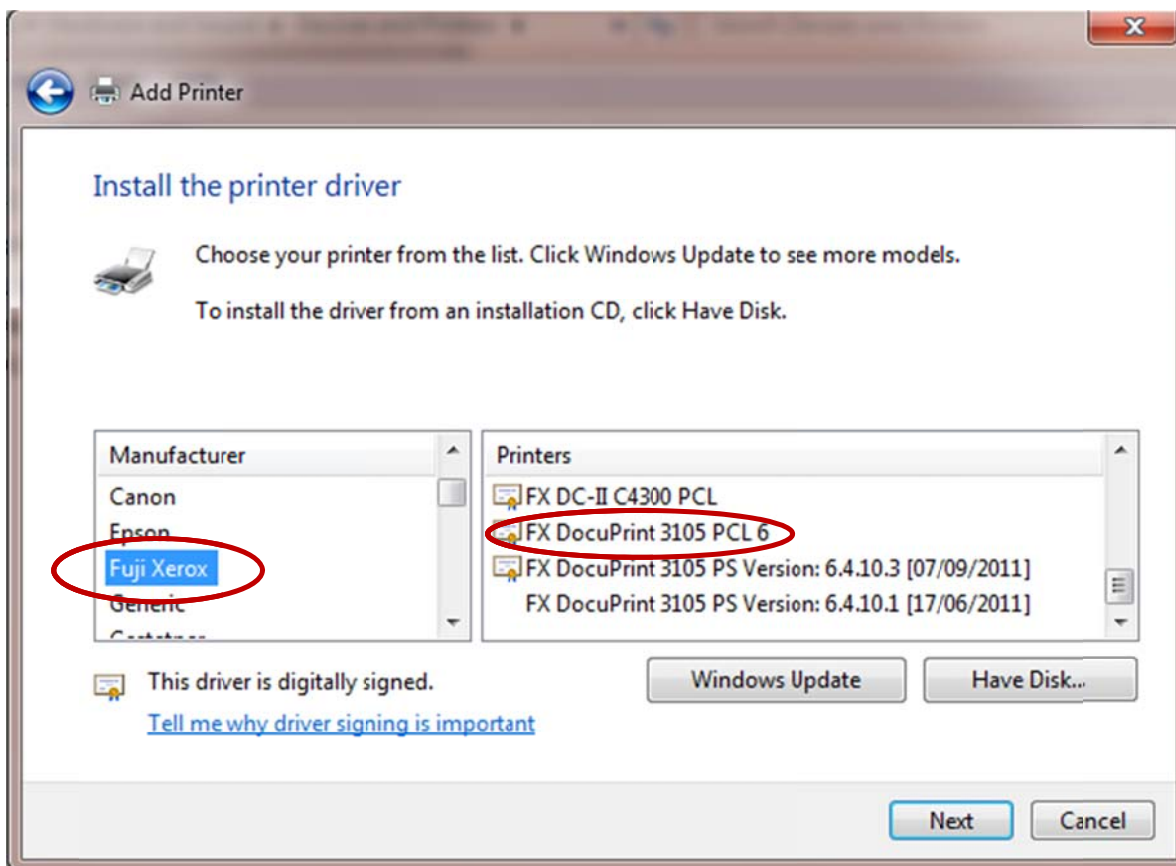 Add Printer
Install the printer driver
Choose your printer from the list. Click Windows Update to see more models.
To install the driver from an installation CD, click Have Disk.
Manufacturer
Canon
Epson
Fuji Xerox
Generic
Printers
FX DC-II C4300 PCL
FX DocuPrint 3105 PCL 6
FX DocuPrint 3105 PS Version: 6.4.10.3 [07/09/2011]
FX DocuPrint 3105 PS Version: 6.4.10.1 [17/06/2011]
This driver is digitally signed.
Tell me why driver signing is important
Windows Update
Have Disk...
Next
Cancel